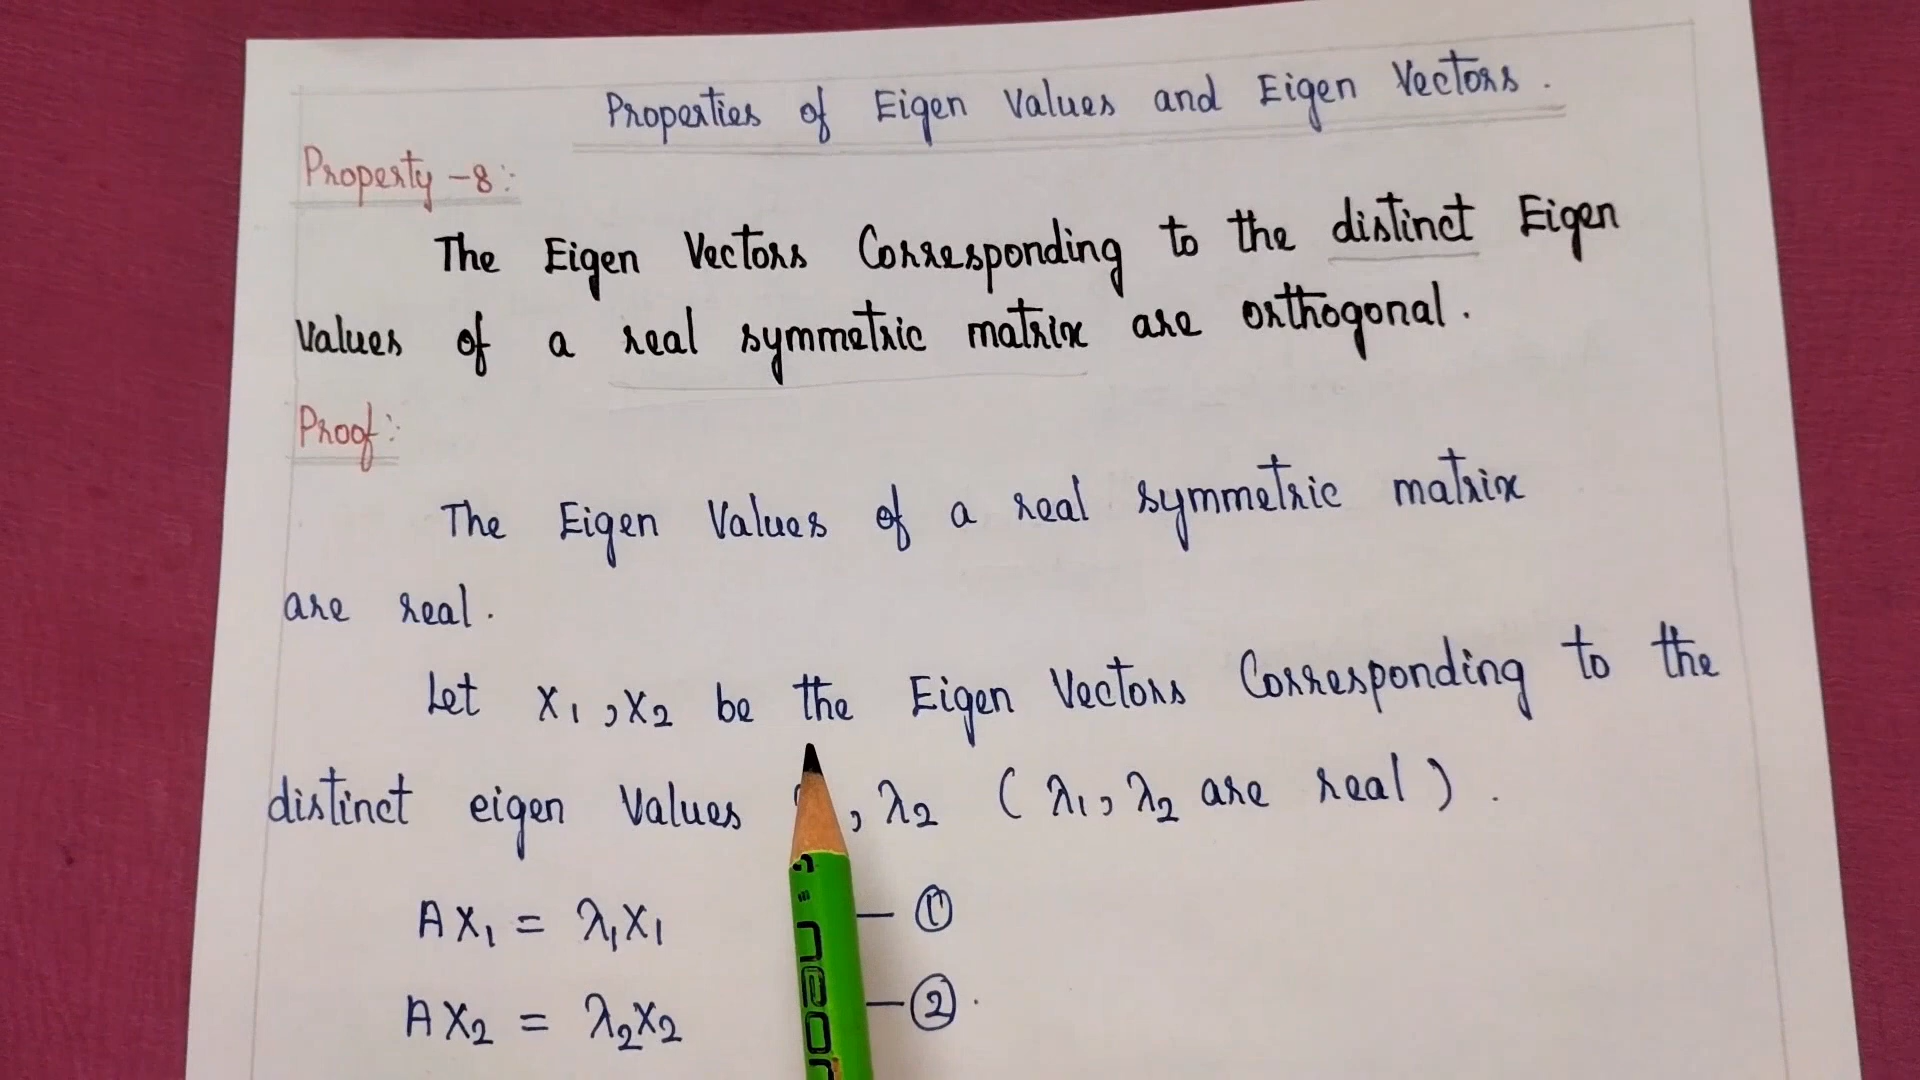 Properties of Eigen Values and Eigen Vectors.
Property -8:
The Eigen Vectors Corresponding to the distinct Eigen
Values of a real symmetric matrix are orthogonal.
Proof:
The Eigen Values of a real symmetric matrix
are real.
Let X₁, X₂ be the Eigen Vectors Corresponding to the
distinct eigen Values , λ₂ (λ₁, λ₂ are real).
AX₁ = λ₁X₁ — ①
AX₂ = λ₂X₂ — ②.
neon